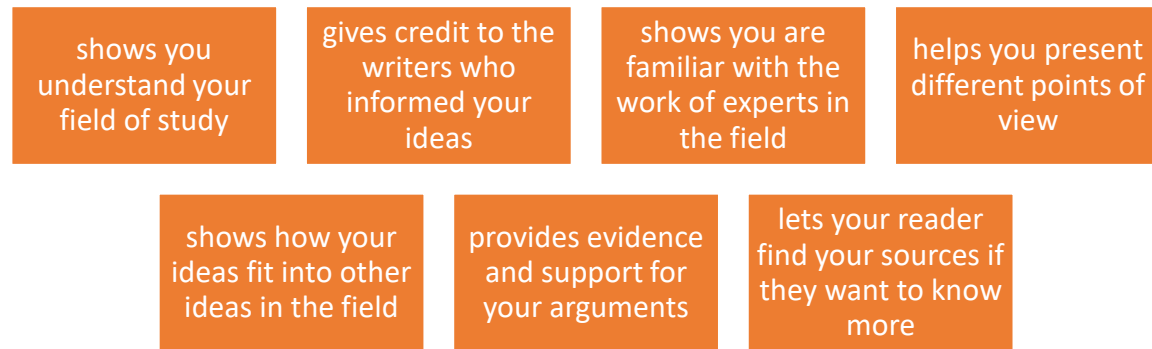 shows you
understand your
field of study
gives credit to the
writers who
informed your
ideas
shows you are
familiar with the
work of experts in
the field
helps you present
different points of
view
shows how your
ideas fit into other
ideas in the field
provides evidence
and support for
your arguments
lets your reader
find your sources if
they want to know
more